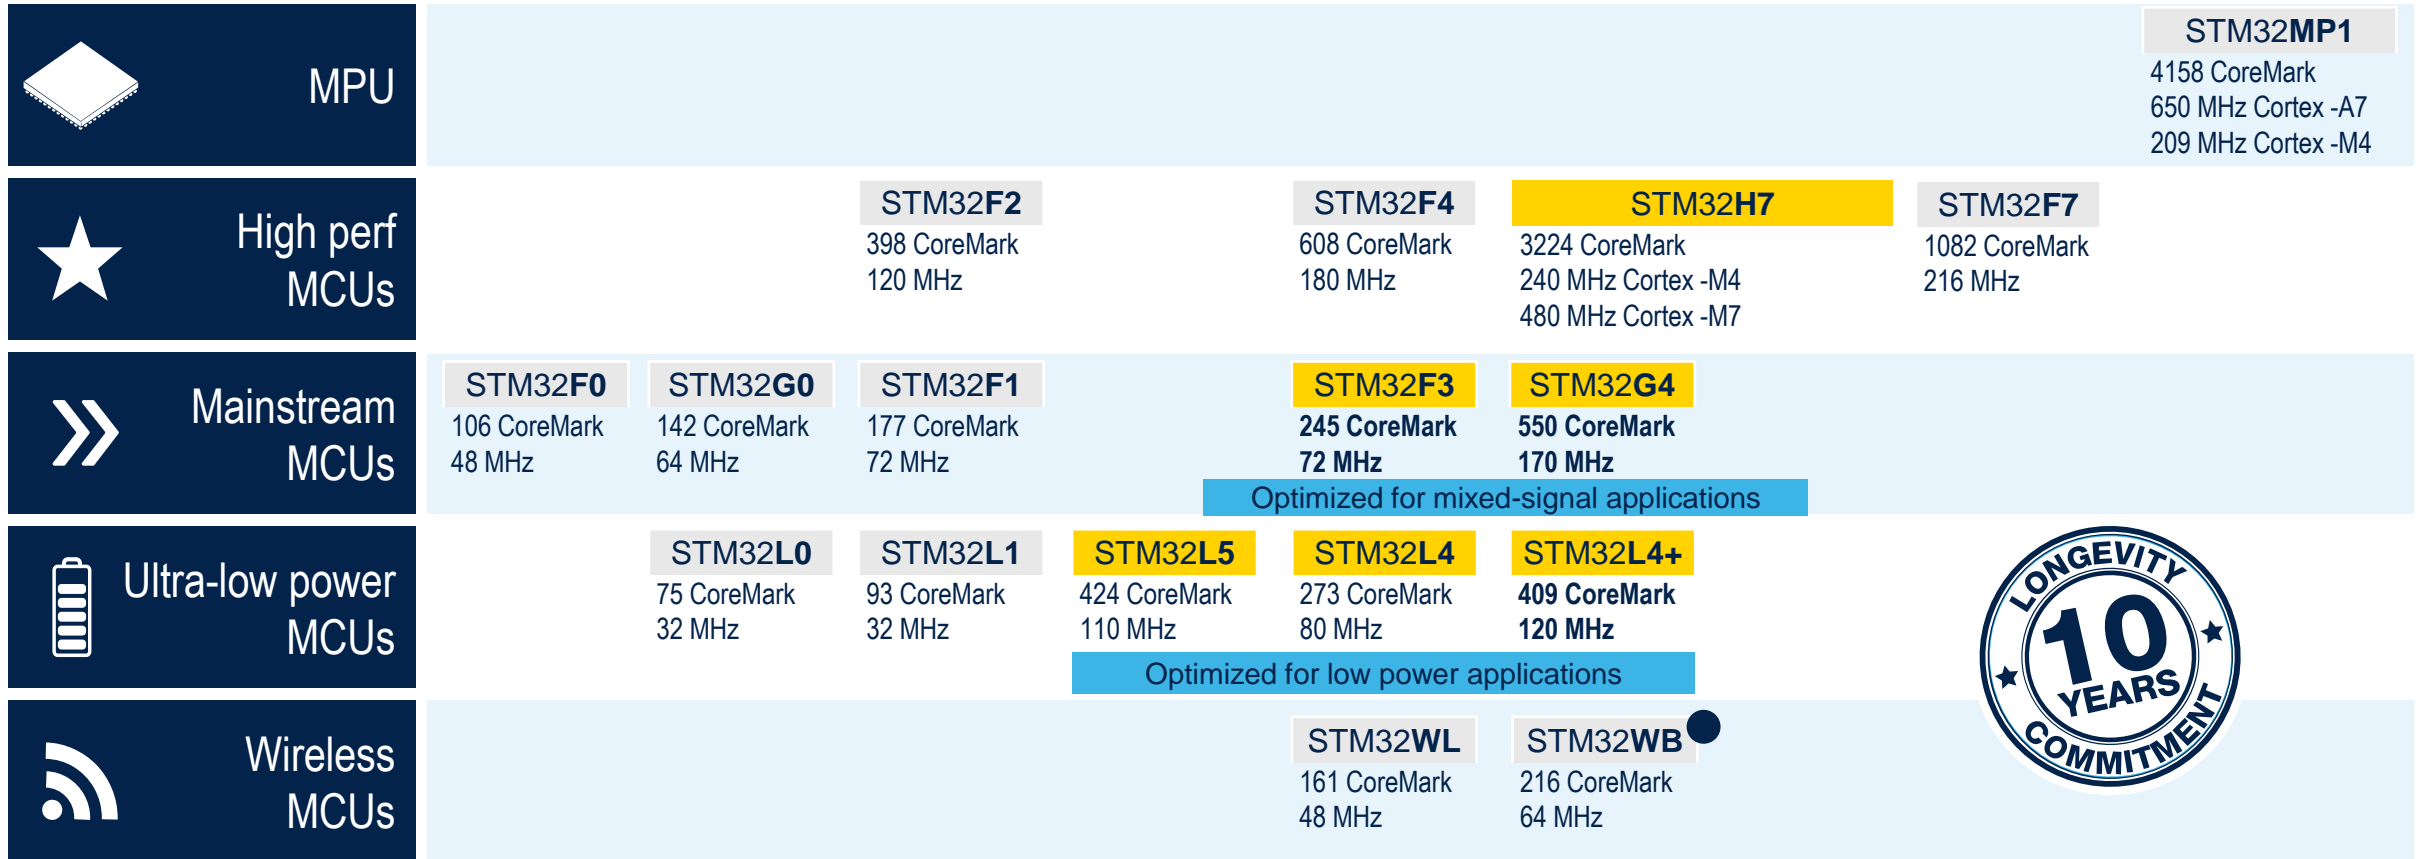 MPU
STM32MP1
4158 CoreMark
650 MHz Cortex -A7
209 MHz Cortex -M4
High perf
MCUs
STM32F2
398 CoreMark
120 MHz
STM32F4
608 CoreMark
180 MHz
STM32H7
3224 CoreMark
240 MHz Cortex -M4
480 MHz Cortex -M7
STM32F7
1082 CoreMark
216 MHz
Mainstream
MCUs
STM32F0
106 CoreMark
48 MHz
STM32G0
142 CoreMark
64 MHz
STM32F1
177 CoreMark
72 MHz
STM32F3
245 CoreMark
72 MHz
STM32G4
550 CoreMark
170 MHz
Optimized for mixed-signal applications
Ultra-low power
MCUs
STM32L0
75 CoreMark
32 MHz
STM32L1
93 CoreMark
32 MHz
STM32L5
424 CoreMark
110 MHz
STM32L4
273 CoreMark
80 MHz
STM32L4+
409 CoreMark
120 MHz
Optimized for low power applications
LONGEVITY
10
YEARS
COMMITMENT
Wireless
MCUs
STM32WL
161 CoreMark
48 MHz
STM32WB
216 CoreMark
64 MHz